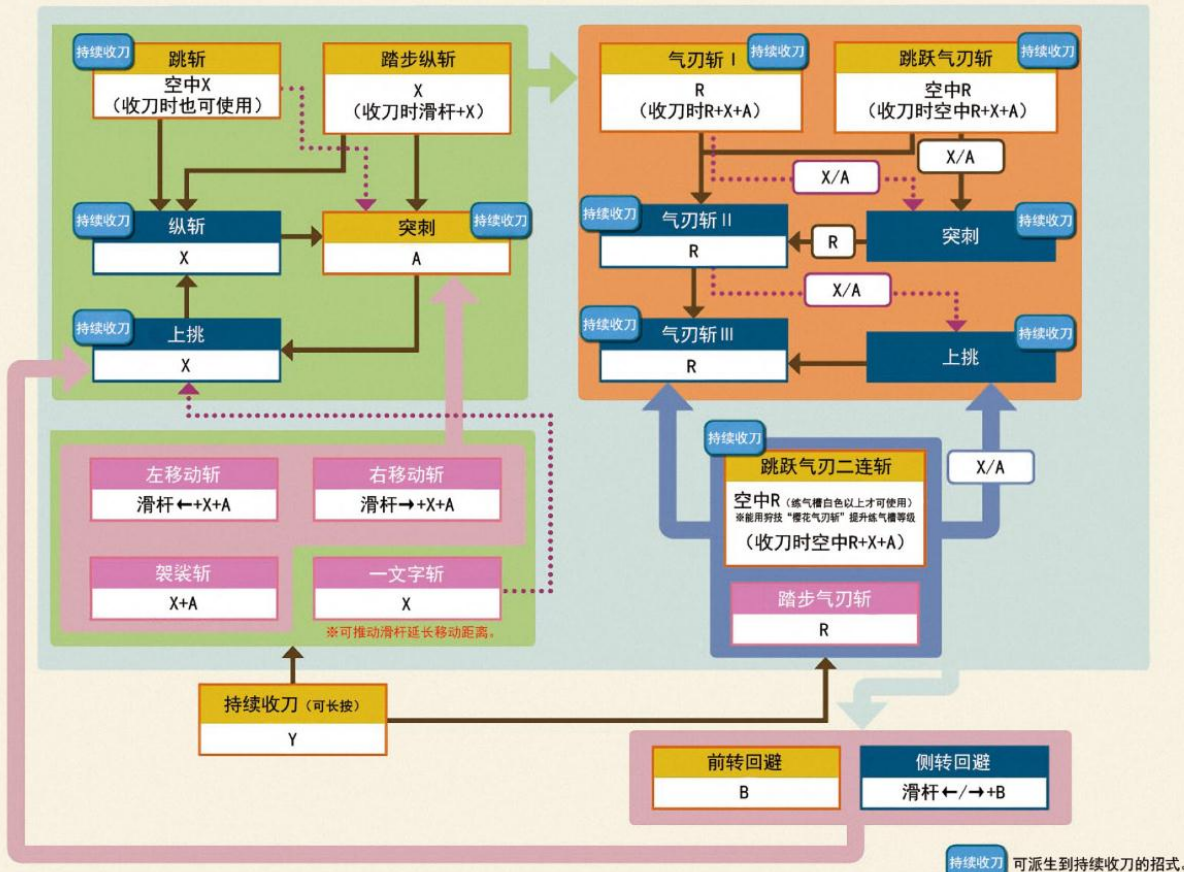 持续收刀
跳斩
空中X
（收刀时也可使用）
踏步纵斩
X
（收刀时滑杆+X）
持续收刀
纵斩
X
突刺
持续收刀
A
持续收刀
上挑
X
气刃斩Ⅰ
持续收刀
R
（收刀时R+X+A）
跳跃气刃斩
持续收刀
空中R
（收刀时空中R+X+A）
X/A
X/A
持续收刀
气刃斩Ⅱ
R
R
突刺
持续收刀
X/A
持续收刀
气刃斩Ⅲ
R
上挑
持续收刀
左移动斩
滑杆←+X+A
右移动斩
滑杆→+X+A
袈裟斩
X+A
一文字斩
X
※可推动滑杆延长移动距离。
持续收刀
跳跃气刃二连斩
空中R（练气槽白色以上才可使用）
※能用狩技“樱花气刃斩”提升练气槽等级
（收刀时空中R+X+A）
X/A
踏步气刃斩
R
持续收刀（可长按）
Y
前转回避
B
侧转回避
滑杆←/→+B
持续收刀 可派生到持续收刀的招式。